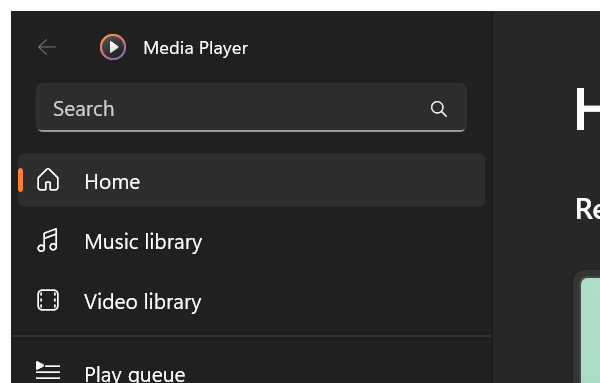 Media Player
Search
Home
Music library
Video library
Play queue